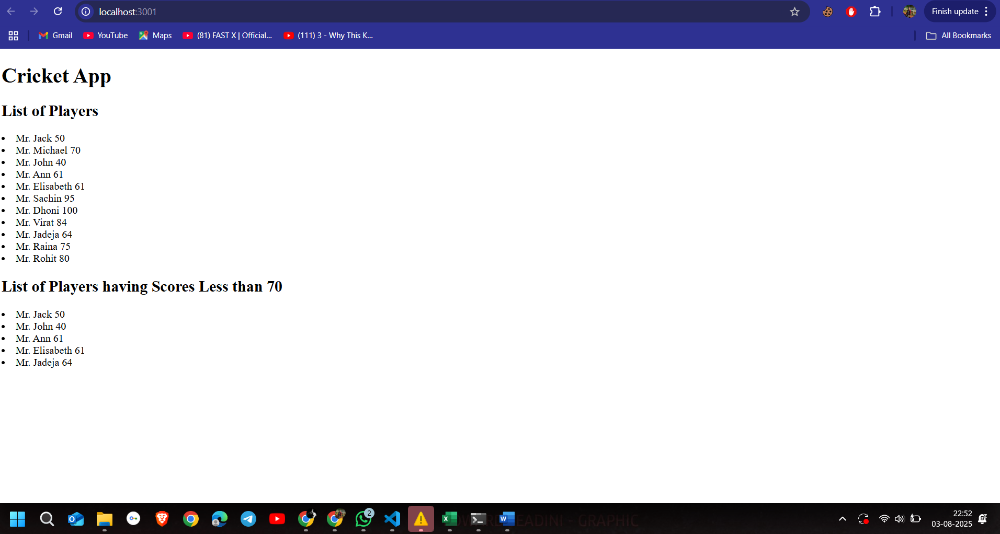 localhost:3001
Finish update
Gmail
YouTube
Maps
(81) FAST X | Official...
(111) 3 - Why This K...
All Bookmarks
Cricket App
List of Players
Mr. Jack 50
Mr. Michael 70
Mr. John 40
Mr. Ann 61
Mr. Elisabeth 61
Mr. Sachin 95
Mr. Dhoni 100
Mr. Virat 84
Mr. Jadeja 64
Mr. Raina 75
Mr. Rohit 80
List of Players having Scores Less than 70
Mr. Jack 50
Mr. John 40
Mr. Ann 61
Mr. Elisabeth 61
Mr. Jadeja 64
2
- GRAPHIC
22:52
03-08-2025